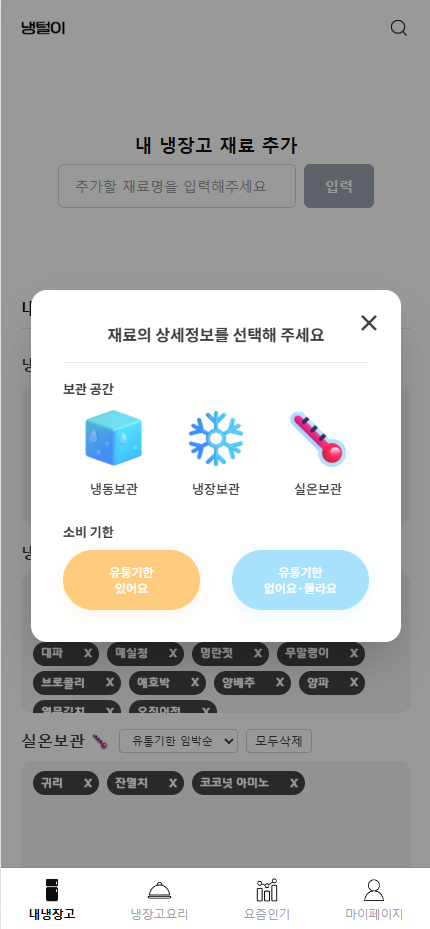 냉털이
내 냉장고 재료 추가
추가할 재료명을 입력해주세요
입력
재료의 상세정보를 선택해 주세요
보관 공간
냉동보관 냉장보관 실온보관
소비 기한
유통기한
있어요
유통기한
없어요·몰라요
대파 X 매실청 X 명란젓 X 무말랭이 X
브로콜리 X 애호박 X 양배추 X 양파 X
실온보관 유통기한 임박순 모두삭제
귀리 X 잔멸치 X 코코넛 아미노 X
내냉장고 냉장고요리 요즘인기 마이페이지